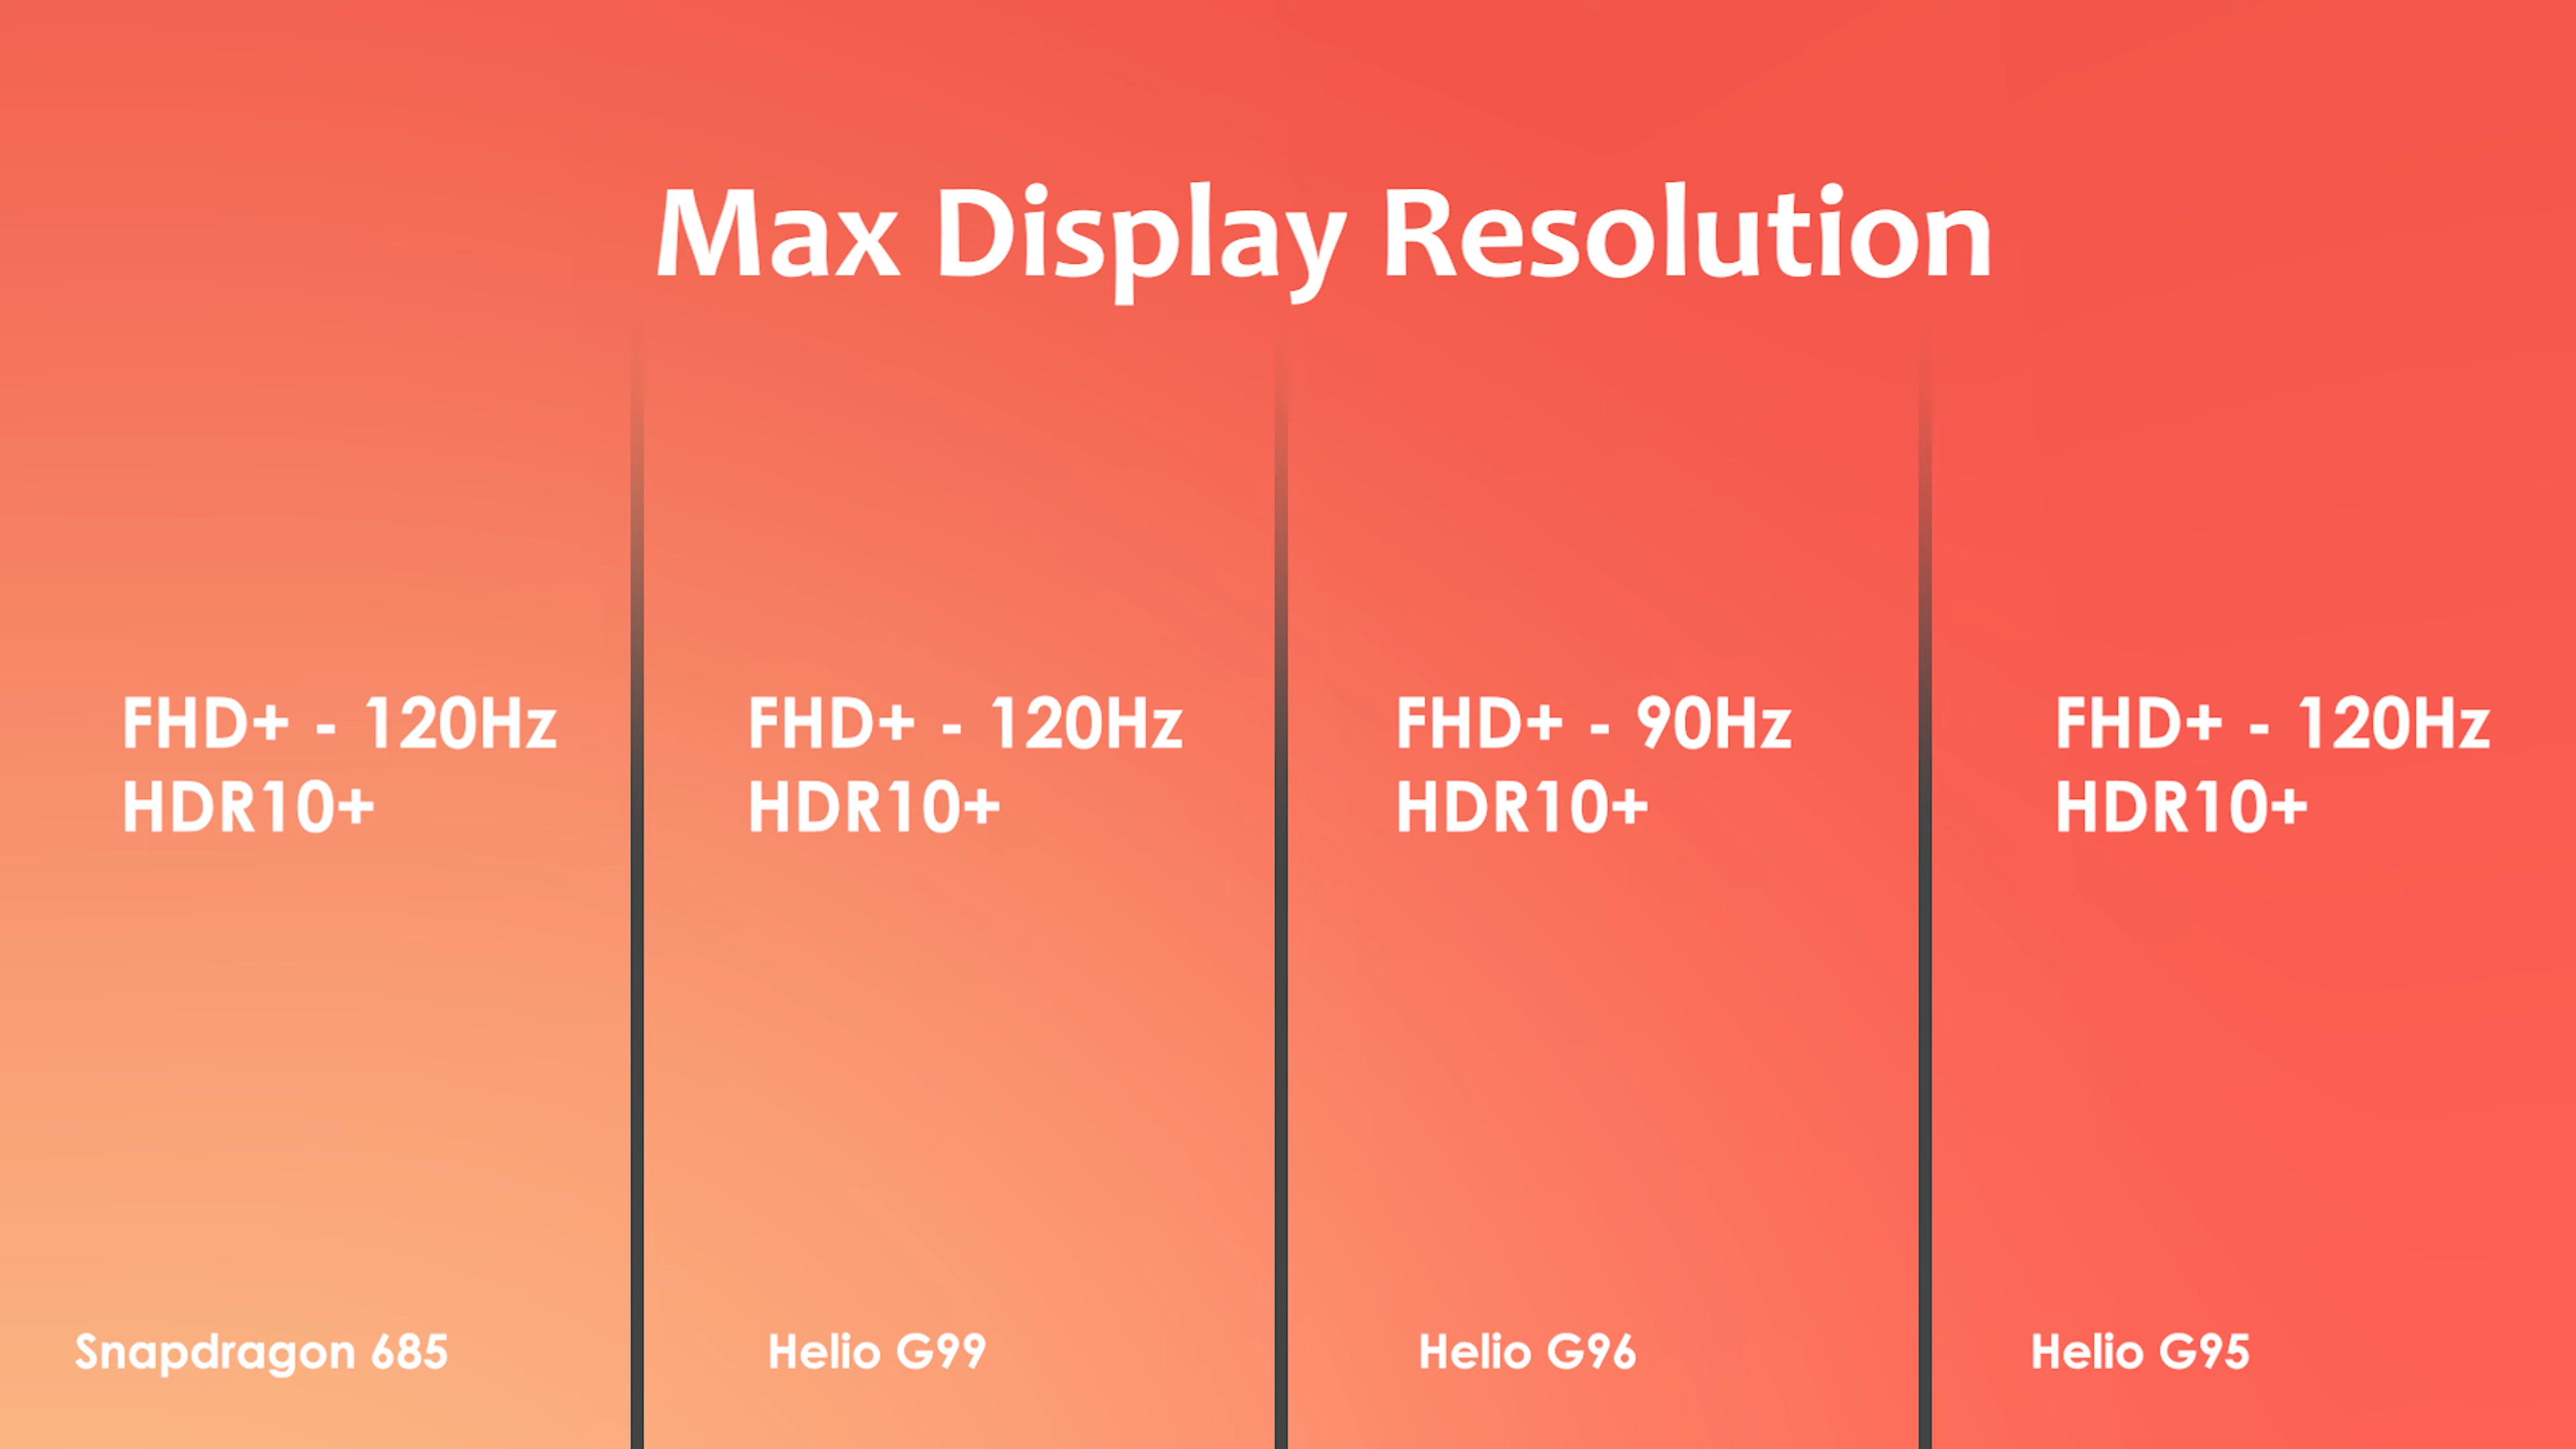 Max Display Resolution
FHD+ - 120Hz
HDR10+
FHD+ - 120Hz
HDR10+
FHD+ - 90Hz
HDR10+
FHD+ - 120Hz
HDR10+
Snapdragon 685
Helio G99
Helio G96
Helio G95